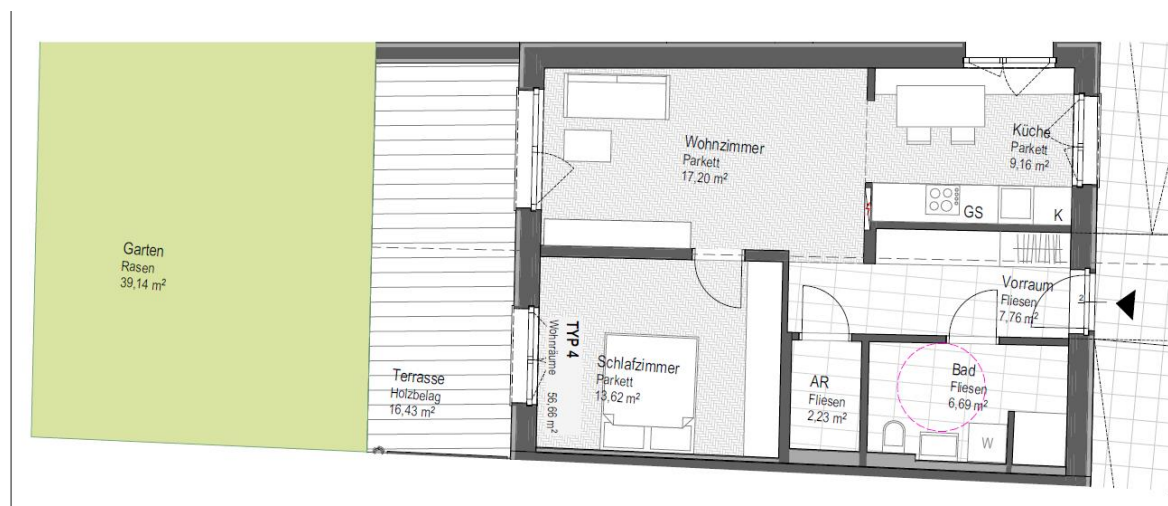 Garten
Rasen
39,14 m²
Terrasse
Holzbelag
16,43 m²
Wohnzimmer
Parkett
17,20 m²
Küche
Parkett
9,16 m²
GS
K
Vorraum
Fliesen
7,76 m²
2
TYP 4
Wohnräume 56,66 m²
Schlafzimmer
Parkett
13,62 m²
AR
Fliesen
2,23 m²
Bad
Fliesen
6,69 m²
W